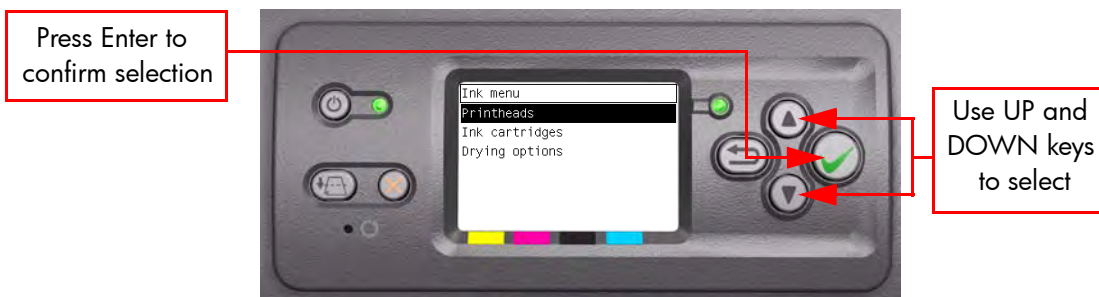 Press Enter to
confirm selection
Ink menu
Printheads
Ink cartridges
Drying options
Use UP and
DOWN keys
to select